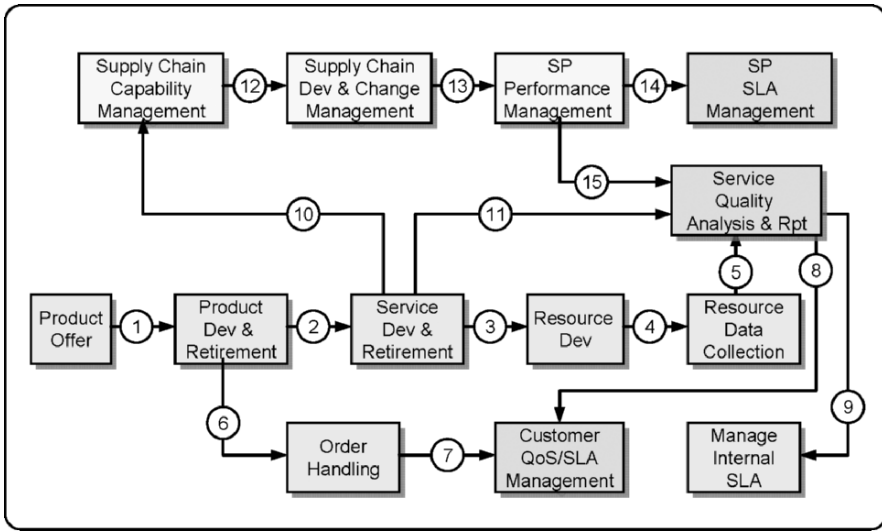 Supply Chain
Capability
Management
12
Supply Chain
Dev & Change
Management
13
SP
Performance
Management
14
SP
SLA
Management
15
Service
Quality
Analysis & Rpt
10
11
5
8
Product
Offer
1
Product
Dev &
Retirement
2
Service
Dev &
Retirement
3
Resource
Dev
4
Resource
Data
Collection
6
9
Order
Handling
7
Customer
QoS/SLA
Management
Manage
Internal
SLA